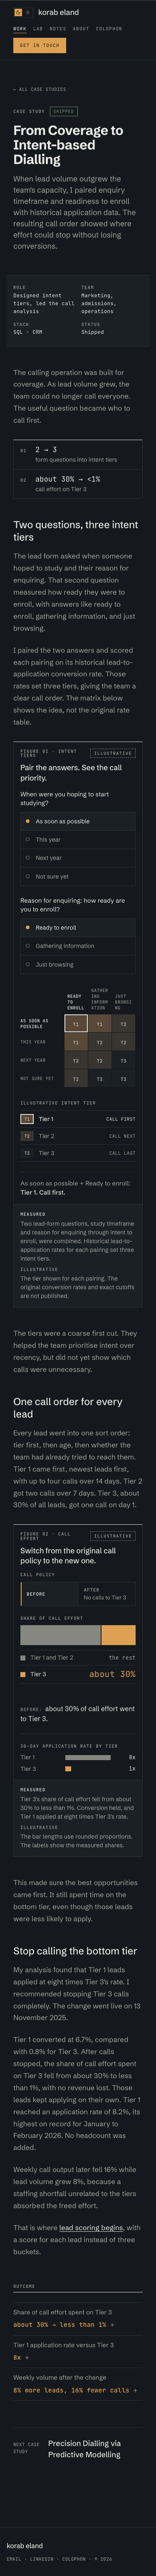 korab eland
WORK LAB NOTES ABOUT COLOPHON
GET IN TOUCH
← ALL CASE STUDIES
CASE STUDY SHIPPED
From Coverage to
Intent-based
Dialling
When lead volume outgrew the
team's capacity, I paired enquiry
timeframe and readiness to enroll
with historical application data. The
resulting call order showed where
effort could stop without losing
conversions.
ROLE
Designed intent
tiers, led the call
analysis
TEAM
Marketing,
admissions,
operations
STACK
SQL · CRM
STATUS
Shipped
The calling operation was built for
coverage. As lead volume grew, the
team could no longer call everyone.
The useful question became who to
call first.
01 2 → 3
form questions into intent tiers
02 about 30% → <1%
call effort on Tier 3
Two questions, three intent
tiers
The lead form asked when someone
hoped to study and their reason for
enquiring. That second question
measured how ready they were to
enroll, with answers like ready to
enroll, gathering information, and just
browsing.
I paired the two answers and scored
each pairing on its historical lead-to-
application conversion rate. Those
rates set three tiers, giving the team a
clear call order. The matrix below
shows the idea, not the original rate
table.
FIGURE 01 · INTENT
TIERS
ILLUSTRATIVE
Pair the answers. See the call
priority.
When were you hoping to start
studying?
As soon as possible
This year
Next year
Not sure yet
Reason for enquiring: how ready are
you to enroll?
Ready to enroll
Gathering information
Just browsing
READY
TO
ENROLL
GATHER
ING
INFORM
ATION
JUST
BROWSI
NG
AS SOON AS
POSSIBLE
T1 T1 T2
THIS YEAR T1 T2 T2
NEXT YEAR T2 T3 T3
NOT SURE YET T2 T3 T3
ILLUSTRATIVE INTENT TIER
T1 Tier 1 CALL FIRST
T2 Tier 2 CALL NEXT
T3 Tier 3 CALL LAST
As soon as possible + Ready to enroll:
Tier 1. Call first.
MEASURED
Two lead-form questions, study timeframe
and reason for enquiring through intent to
enroll, were combined. Historical lead-to-
application rates for each pairing set three
intent tiers.
ILLUSTRATIVE
The tier shown for each pairing. The
original conversion rates and exact cutoffs
are not published.
The tiers were a coarse first cut. They
helped the team prioritise intent over
recency, but did not yet show which
calls were unnecessary.
One call order for every
lead
Every lead went into one sort order:
tier first, then age, then whether the
team had already tried to reach them.
Tier 1 came first, newest leads first,
with up to four calls over 14 days. Tier 2
got two calls over 7 days. Tier 3, about
30% of all leads, got one call on day 1.
FIGURE 02 · CALL
EFFORT
ILLUSTRATIVE
Switch from the original call
policy to the new one.
CALL POLICY
BEFORE
AFTER
No calls to Tier 3
SHARE OF CALL EFFORT
Tier 1 and Tier 2 the rest
Tier 3 about 30%
BEFORE: about 30% of call effort went
to Tier 3.
30-DAY APPLICATION RATE BY TIER
Tier 1 8x
Tier 3 1x
MEASURED
Tier 3's share of call effort fell from about
30% to less than 1%. Conversion held, and
Tier 1 applied at eight times Tier 3's rate.
ILLUSTRATIVE
The bar lengths use rounded proportions.
The labels show the measured shares.
This made sure the best opportunities
came first. It still spent time on the
bottom tier, even though those leads
were less likely to apply.
Stop calling the bottom tier
My analysis found that Tier 1 leads
applied at eight times Tier 3's rate. I
recommended stopping Tier 3 calls
completely. The change went live on 13
November 2025.
Tier 1 converted at 6.7%, compared
with 0.8% for Tier 3. After calls
stopped, the share of call effort on
Tier 3 fell from about 30% to less than
1%, with no revenue lost. Those
leads kept applying on their own. Tier 1
reached an application rate of 8.2%, its
highest on record for January to
February 2026. No headcount was
added.
Weekly call output later fell 16% while
lead volume grew 8%, because a
staffing shortfall unrelated to the tiers
absorbed the freed effort.
That is where lead scoring begins, with
a score for each lead instead of three
buckets.
OUTCOME
Share of call effort spent on Tier 3
about 30% → less than 1% →
Tier 1 application rate versus Tier 3
8x →
Weekly volume after the change
8% more leads, 16% fewer calls →
NEXT CASE
STUDY
Precision Dialling via
Predictive Modelling
korab eland
EMAIL · LINKEDIN · COLOPHON · © 2026